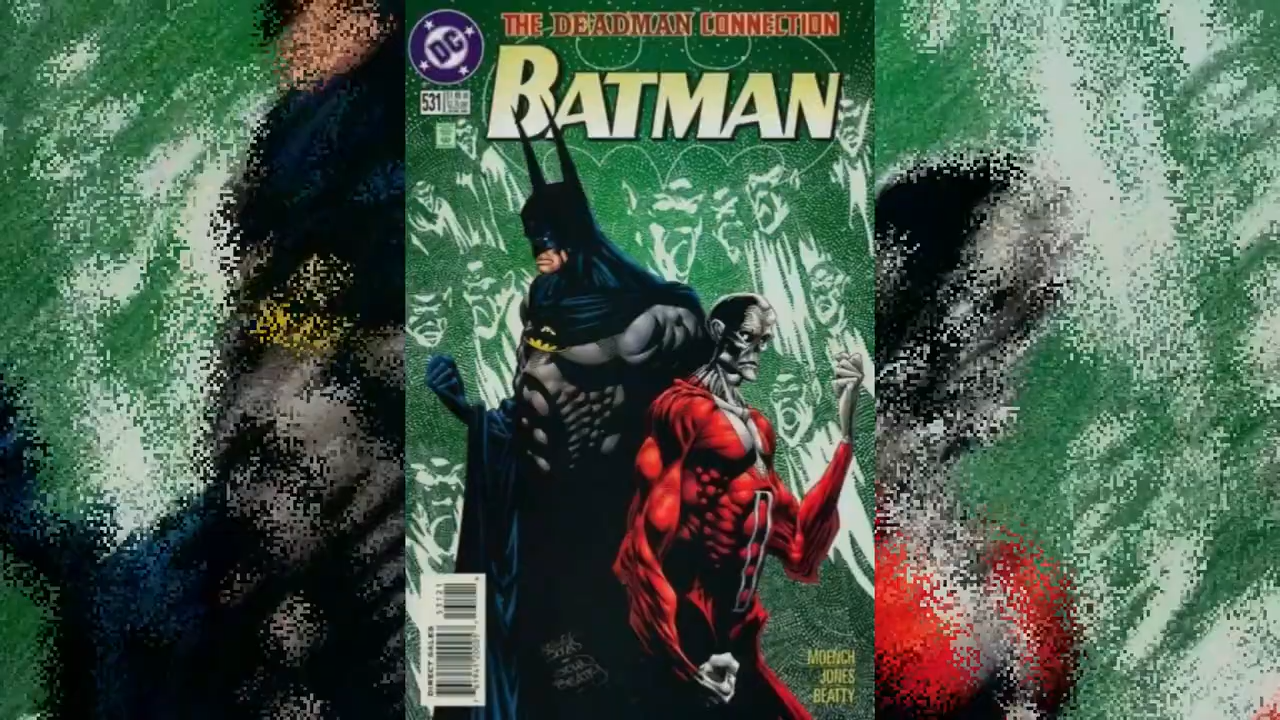 THE DEADMAN CONNECTION
DC
BATMAN
531
MOENCH
JONES
BEATTY
DIRECT SALES